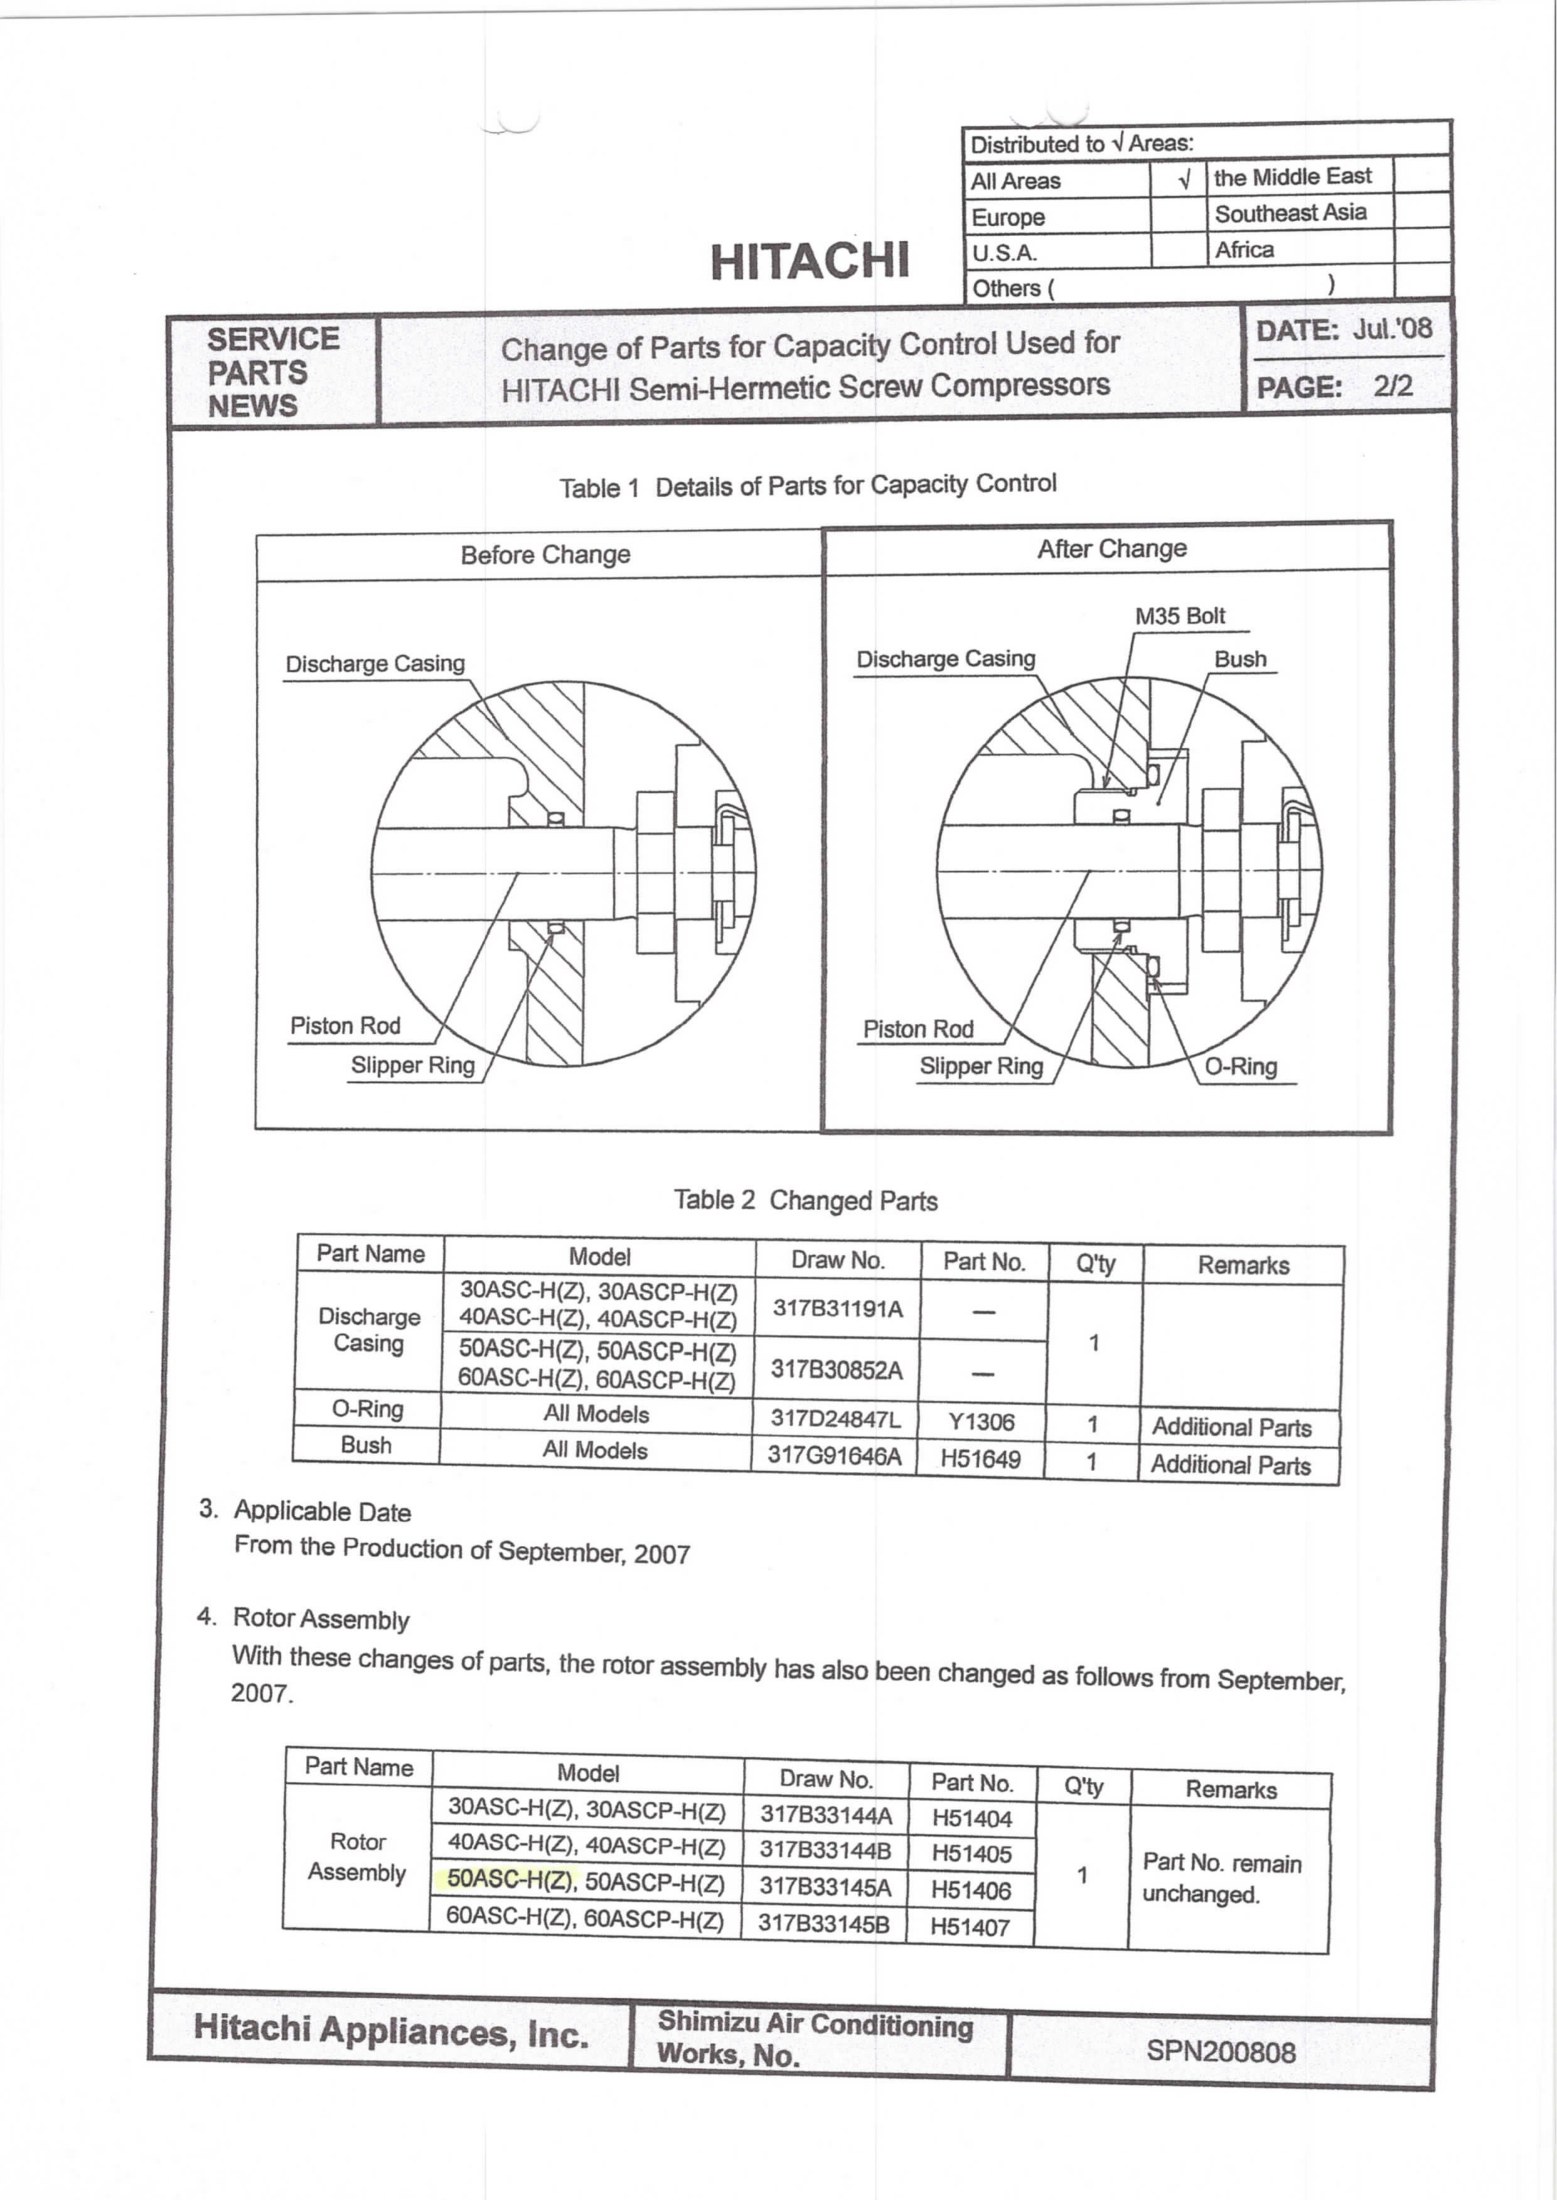 Distributed to √ Areas:
All Areas √ the Middle East
Europe Southeast Asia
U.S.A. Africa
Others ( )
HITACHI
SERVICE
PARTS
NEWS
Change of Parts for Capacity Control Used for
HITACHI Semi-Hermetic Screw Compressors
DATE: Jul.'08
PAGE: 2/2
Table 1 Details of Parts for Capacity Control
Before Change
After Change
Discharge Casing
Piston Rod
Slipper Ring
M35 Bolt
Discharge Casing
Bush
Piston Rod
Slipper Ring
O-Ring
Table 2 Changed Parts
Part Name Model Draw No. Part No. Q'ty Remarks
Discharge
Casing
30ASC-H(Z), 30ASCP-H(Z)
40ASC-H(Z), 40ASCP-H(Z)
317B31191A —
50ASC-H(Z), 50ASCP-H(Z)
60ASC-H(Z), 60ASCP-H(Z)
317B30852A —
1
O-Ring All Models 317D24847L Y1306 1 Additional Parts
Bush All Models 317G91646A H51649 1 Additional Parts
3. Applicable Date
From the Production of September, 2007
4. Rotor Assembly
With these changes of parts, the rotor assembly has also been changed as follows from September,
2007.
Part Name Model Draw No. Part No. Q'ty Remarks
Rotor
Assembly
30ASC-H(Z), 30ASCP-H(Z) 317B33144A H51404
40ASC-H(Z), 40ASCP-H(Z) 317B33144B H51405
50ASC-H(Z), 50ASCP-H(Z) 317B33145A H51406
60ASC-H(Z), 60ASCP-H(Z) 317B33145B H51407
1
Part No. remain
unchanged.
Hitachi Appliances, Inc.
Shimizu Air Conditioning
Works, No.
SPN200808